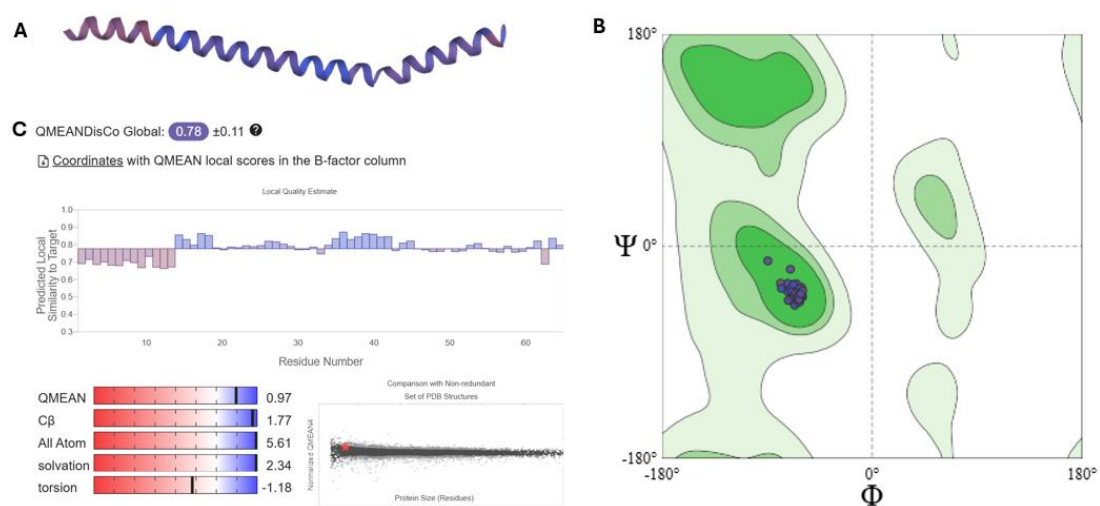 A
B
180°
Ψ 0°
-180°
-180° 0° 180°
Φ
C QMEANDisCo Global: 0.78 ±0.11 ?
Coordinates with QMEAN local scores in the B-factor column
Local Quality Estimate
Predicted Local
Similarity to Target
1.0
0.9
0.8
0.7
0.6
0.5
0.4
0.3
10 20 30 40 50 60
Residue Number
QMEAN 0.97
Cβ 1.77
All Atom 5.61
solvation 2.34
torsion -1.18
Comparison with Non-redundant
Set of PDB Structures
Normalized QMEAN4
Protein Size (Residues)